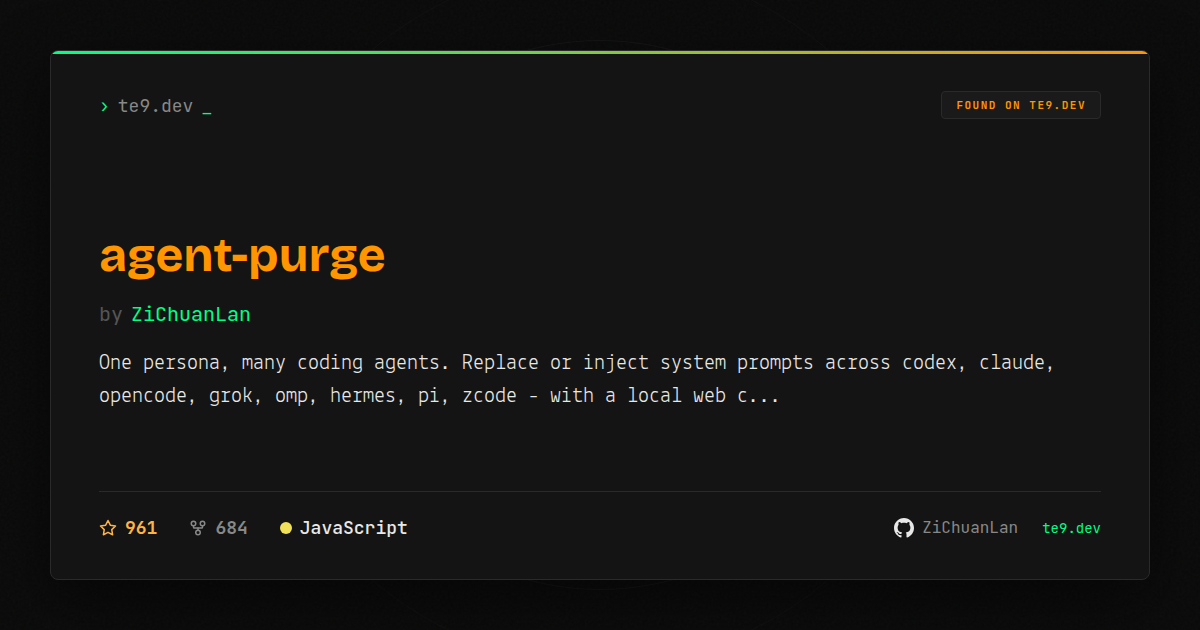 › te9.dev _
FOUND ON TE9.DEV
agent-purge
by ZiChuanLan
One persona, many coding agents. Replace or inject system prompts across codex, claude,
opencode, grok, omp, hermes, pi, zcode - with a local web c...
961 684 JavaScript ZiChuanLan te9.dev